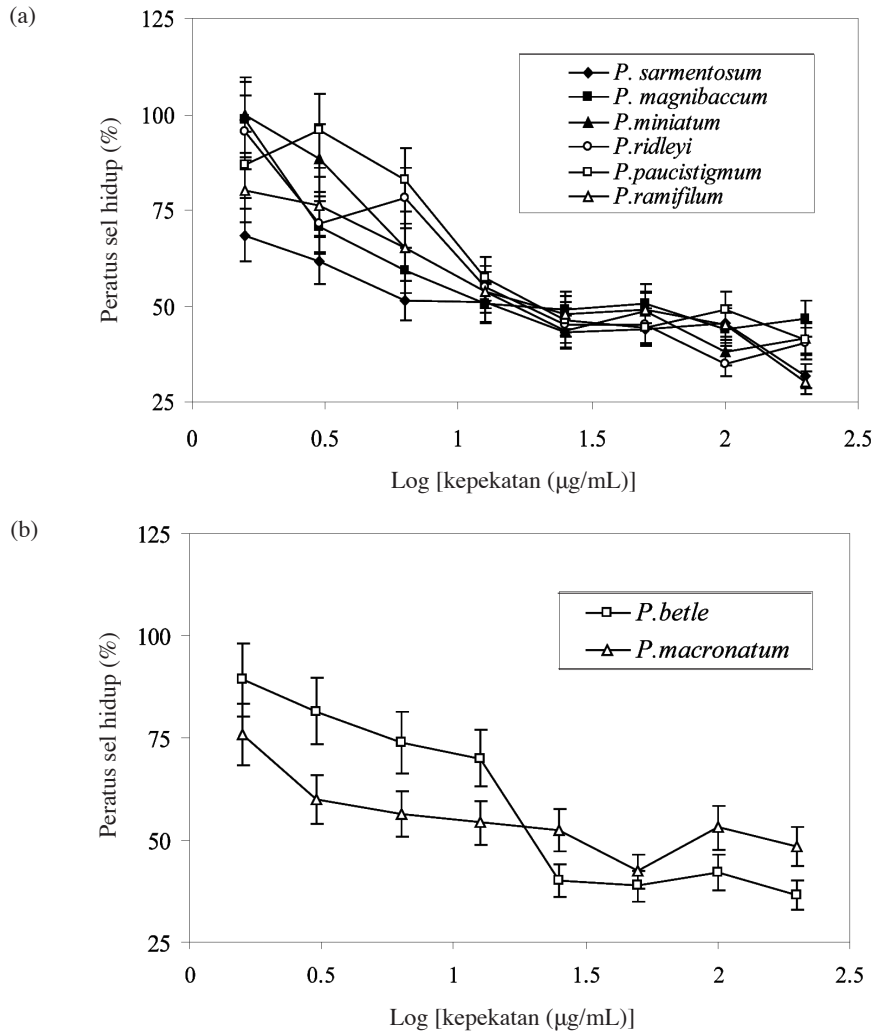 (a)
125
100
75
50
25
Peratus sel hidup (%)
P. sarmentosum
P. magnibaccum
P.miniatum
P.ridleyi
P.paucistigmum
P.ramifilum
0 0.5 1 1.5 2 2.5
Log [kepekatan (µg/mL)]
(b)
125
100
75
50
25
Peratus sel hidup (%)
P.betle
P.macronatum
0 0.5 1 1.5 2 2.5
Log [kepekatan (µg/mL)]